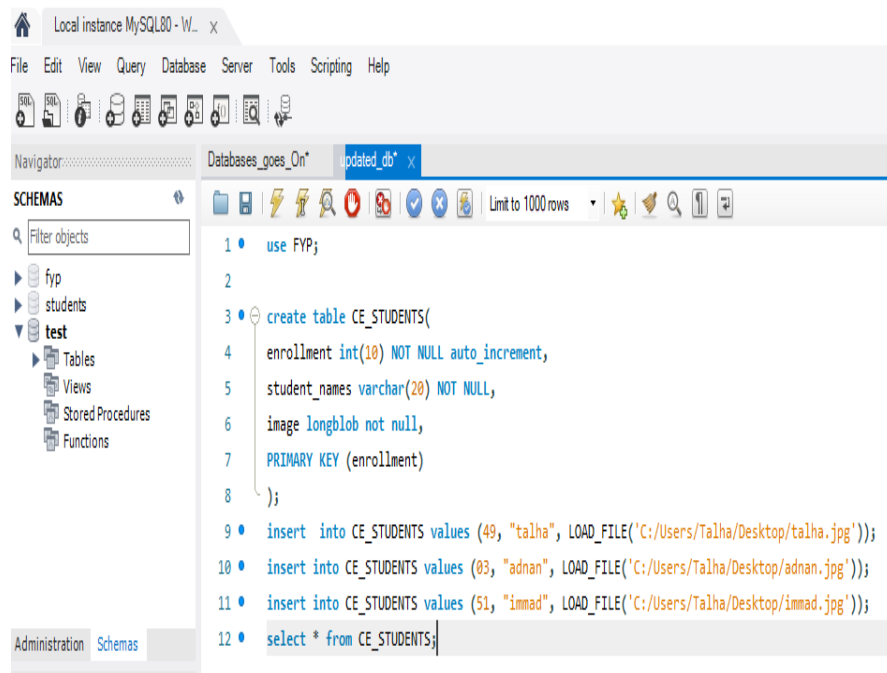 Local instance MySQL80 - W... x
File Edit View Query Database Server Tools Scripting Help
Navigator
Databases_goes_On*
updated_db* x
SCHEMAS
Limit to 1000 rows
Filter objects
fyp
students
test
Tables
Views
Stored Procedures
Functions
1 use FYP;
2
3 create table CE_STUDENTS(
4 enrollment int(10) NOT NULL auto_increment,
5 student_names varchar(20) NOT NULL,
6 image longblob not null,
7 PRIMARY KEY (enrollment)
8 );
9 insert  into CE_STUDENTS values (49, "talha", LOAD_FILE('C:/Users/Talha/Desktop/talha.jpg'));
10 insert into CE_STUDENTS values (03, "adnan", LOAD_FILE('C:/Users/Talha/Desktop/adnan.jpg'));
11 insert into CE_STUDENTS values (51, "immad", LOAD_FILE('C:/Users/Talha/Desktop/immad.jpg'));
12 select * from CE_STUDENTS;
Administration Schemas